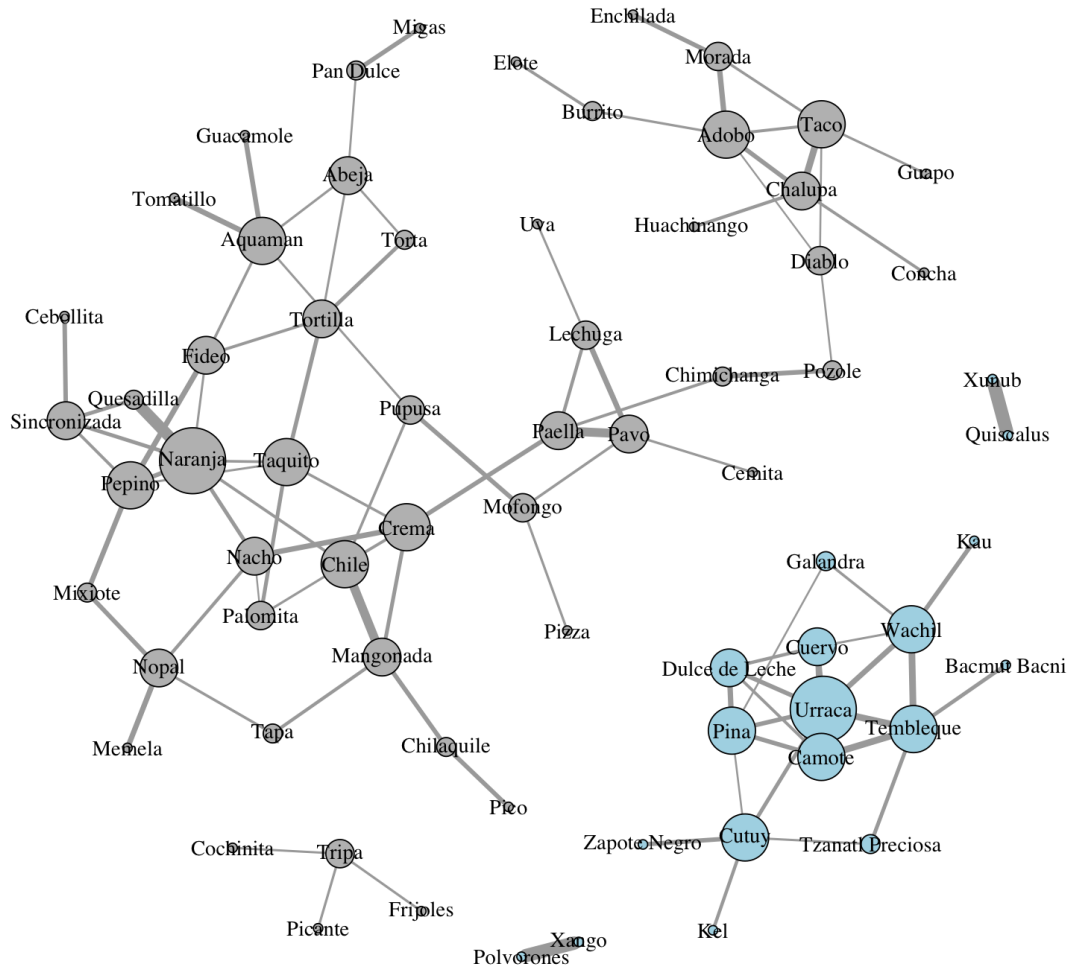 Migas
Enchilada
Morada
Elote
Pan Dulce
Burrito
Adobo
Taco
Guacamole
Guapo
Abeja
Chalupa
Tomatillo
Huachinango
Uva
Aquaman
Torta
Diablo
Concha
Cebollita
Tortilla
Lechuga
Fideo
Chimichanga
Pozole
Xunub
Quesadilla
Pupusa
Sincronizada
Paella
Pavo
Quiscalus
Naranja
Taquito
Pepino
Cemita
Mofongo
Crema
Kau
Nacho
Chile
Galandra
Mixiote
Palomita
Pizza
Wachil
Cuervo
Mangonada
Nopal
Dulce de Leche
Bacmut Bacni
Urraca
Tembleque
Pina
Tapa
Memela
Chilaquile
Camote
Pico
Cutuy
Zapote Negro
Tzanatl Preciosa
Cochinita
Tripa
Frijoles
Picante
Kel
Xango
Polvorones